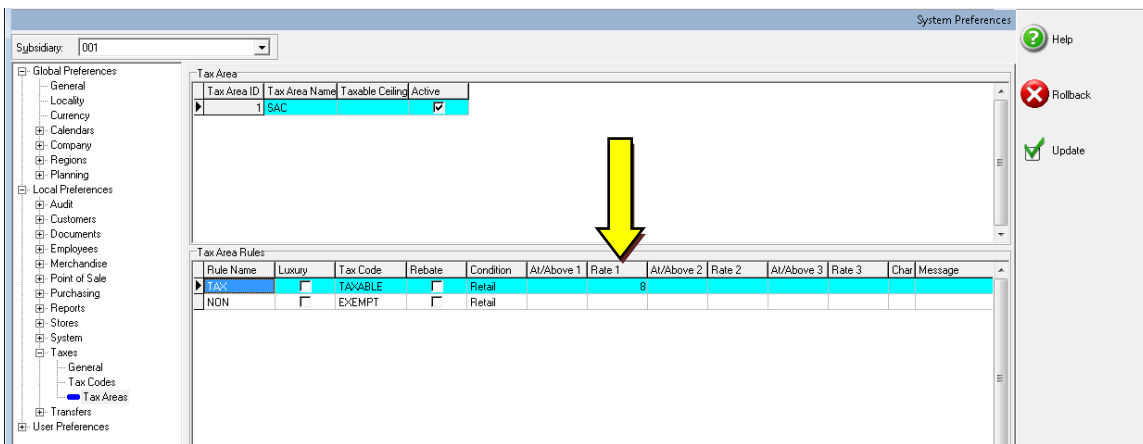 System Preferences
Subsidiary: 001
Help
Rollback
Update
Global Preferences
General
Locality
Currency
Calendars
Company
Regions
Planning
Local Preferences
Audit
Customers
Documents
Employees
Merchandise
Point of Sale
Purchasing
Reports
Stores
System
Taxes
General
Tax Codes
Tax Areas
Transfers
User Preferences
Tax Area
Tax Area ID Tax Area Name Taxable Ceiling Active
1 SAC
Tax Area Rules
Rule Name Luxury Tax Code Rebate Condition At/Above 1 Rate 1 At/Above 2 Rate 2 At/Above 3 Rate 3 Char Message
TAX TAXABLE Retail 8
NON EXEMPT Retail